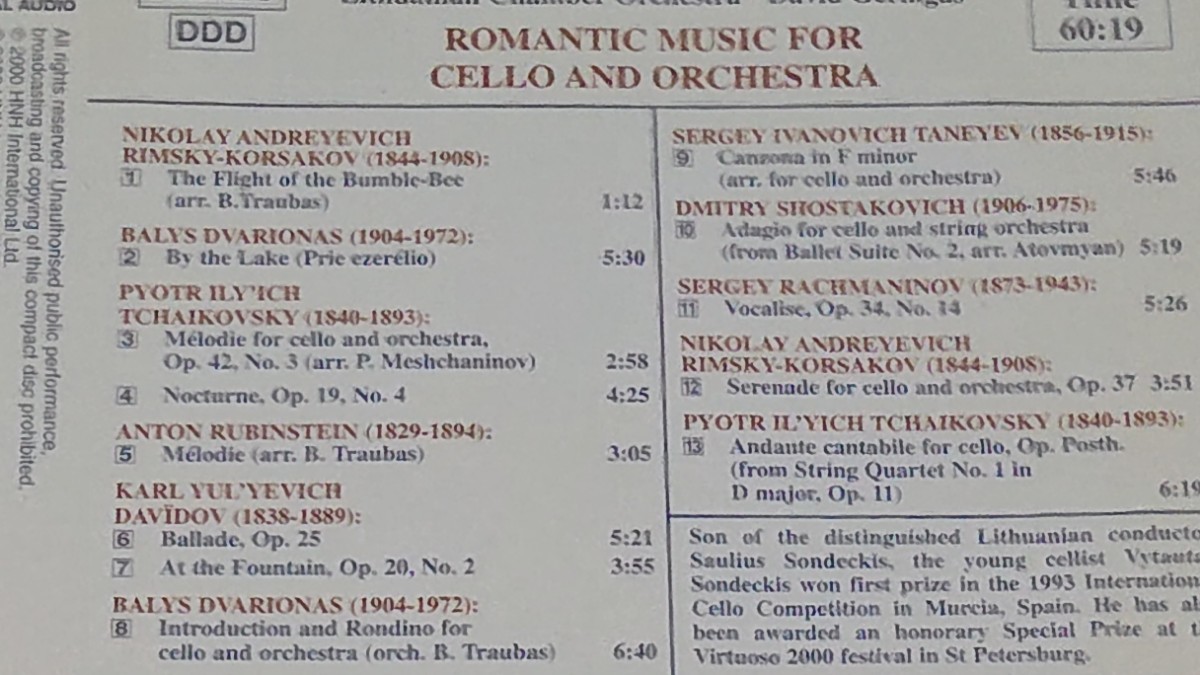 AL AUDIO
All rights reserved. Unauthorised public performance,
broadcasting and copying of this compact disc prohibited.
℗ 2000 HNH International Ltd.
DDD
60:19
ROMANTIC MUSIC FOR
CELLO AND ORCHESTRA
NIKOLAY ANDREYEVICH
RIMSKY-KORSAKOV (1844-1908):
1 The Flight of the Bumble-Bee
(arr. B.Traubas) 1:12
BALYS DVARIONAS (1904-1972):
2 By the Lake (Prie ezerélio) 5:30
PYOTR ILY'ICH
TCHAIKOVSKY (1840-1893):
3 Mélodie for cello and orchestra,
Op. 42, No. 3 (arr. P. Meshchaninov) 2:58
4 Nocturne, Op. 19, No. 4 4:25
ANTON RUBINSTEIN (1829-1894):
5 Mélodie (arr. B. Traubas) 3:05
KARL YUL'YEVICH
DAVÏDOV (1838-1889):
6 Ballade, Op. 25 5:21
7 At the Fountain, Op. 20, No. 2 3:55
BALYS DVARIONAS (1904-1972):
8 Introduction and Rondino for
cello and orchestra (orch. B. Traubas) 6:40
SERGEY IVANOVICH TANEYEV (1856-1915):
9 Canzona in F minor
(arr. for cello and orchestra) 5:46
DMITRY SHOSTAKOVICH (1906-1975):
10 Adagio for cello and string orchestra
(from Ballet Suite No. 2, arr. Atovmyan) 5:19
SERGEY RACHMANINOV (1873-1943):
11 Vocalise, Op. 34, No. 14 5:26
NIKOLAY ANDREYEVICH
RIMSKY-KORSAKOV (1844-1908):
12 Serenade for cello and orchestra, Op. 37 3:51
PYOTR IL'YICH TCHAIKOVSKY (1840-1893):
13 Andante cantabile for cello, Op. Posth.
(from String Quartet No. 1 in
D major, Op. 11) 6:19
Son of the distinguished Lithuanian conducto
Saulius Sondeckis, the young cellist Vytauta
Sondeckis won first prize in the 1993 Internation
Cello Competition in Murcia, Spain. He has al
been awarded an honorary Special Prize at t
Virtuoso 2000 festival in St Petersburg.